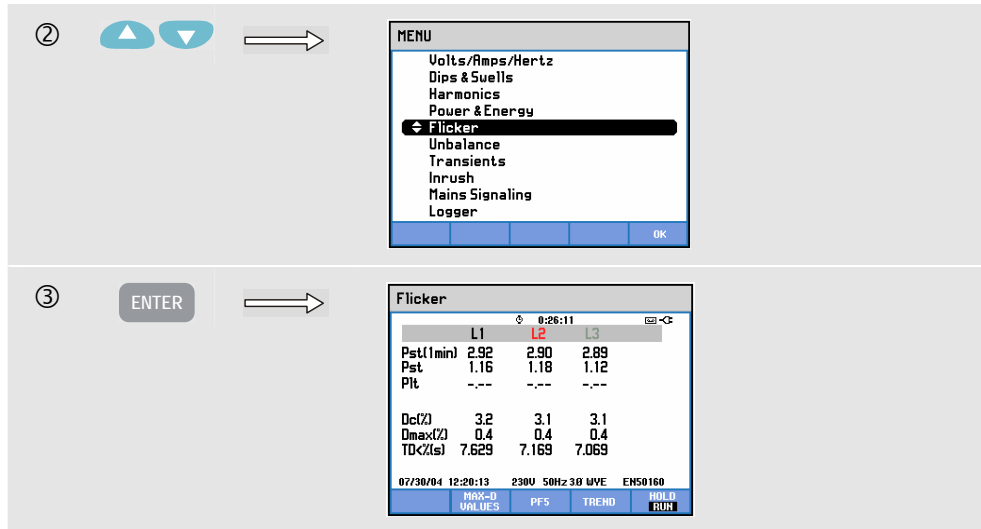 ②
MENU
Volts/Amps/Hertz
Dips & Swells
Harmonics
Power & Energy
Flicker
Unbalance
Transients
Inrush
Mains Signaling
Logger
OK
③ ENTER
Flicker
0:26:11
L1 L2 L3
Pst(1min) 2.92 2.90 2.89
Pst 1.16 1.18 1.12
Plt -.-- -.-- -.--
Dc(%) 3.2 3.1 3.1
Dmax(%) 0.4 0.4 0.4
TD<%(s) 7.629 7.169 7.069
07/30/04 12:20:13 230V 50Hz 3Ø WYE EN50160
MAX-D VALUES PF5 TREND HOLD RUN